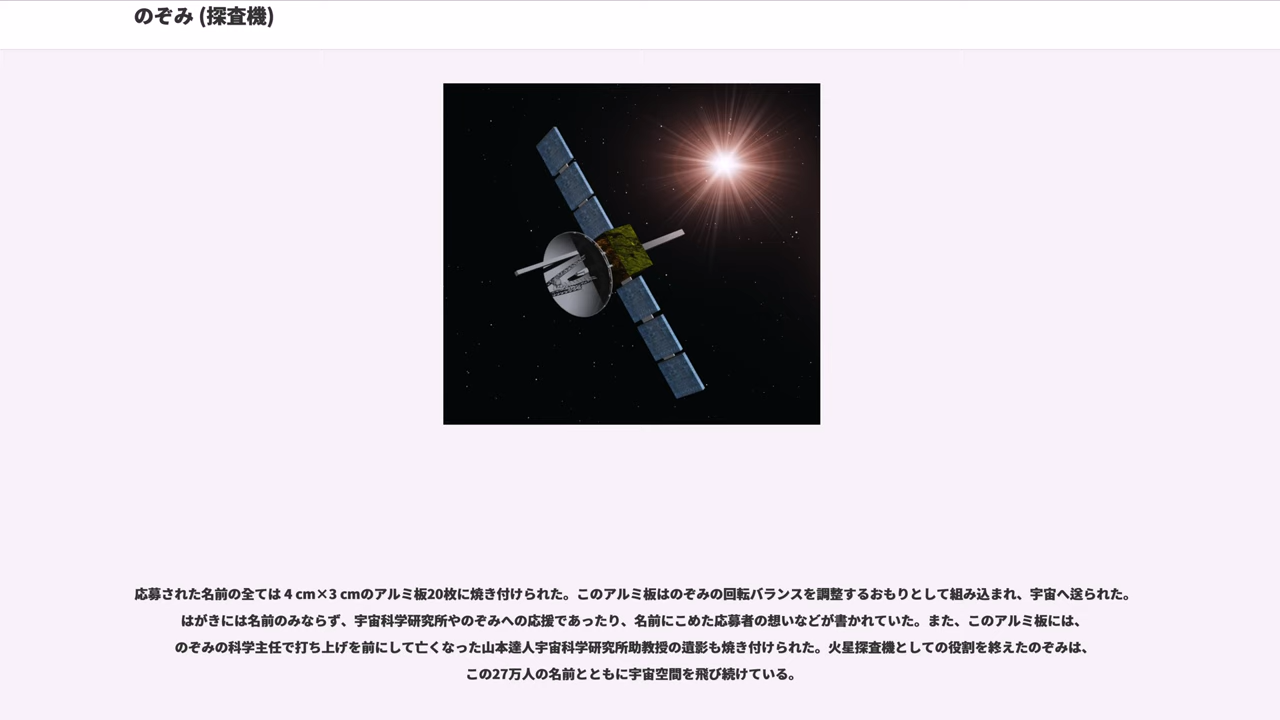 のぞみ (探査機)
応募された名前の全ては 4 cm×3 cmのアルミ板20枚に焼き付けられた。このアルミ板はのぞみの回転バランスを調整するおもりとして組み込まれ、宇宙へ送られた。
はがきには名前のみならず、宇宙科学研究所やのぞみへの応援であったり、名前にこめた応募者の想いなどが書かれていた。また、このアルミ板には、
のぞみの科学主任で打ち上げを前にして亡くなった山本達人宇宙科学研究所助教授の遺影も焼き付けられた。火星探査機としての役割を終えたのぞみは、
この27万人の名前とともに宇宙空間を飛び続けている。